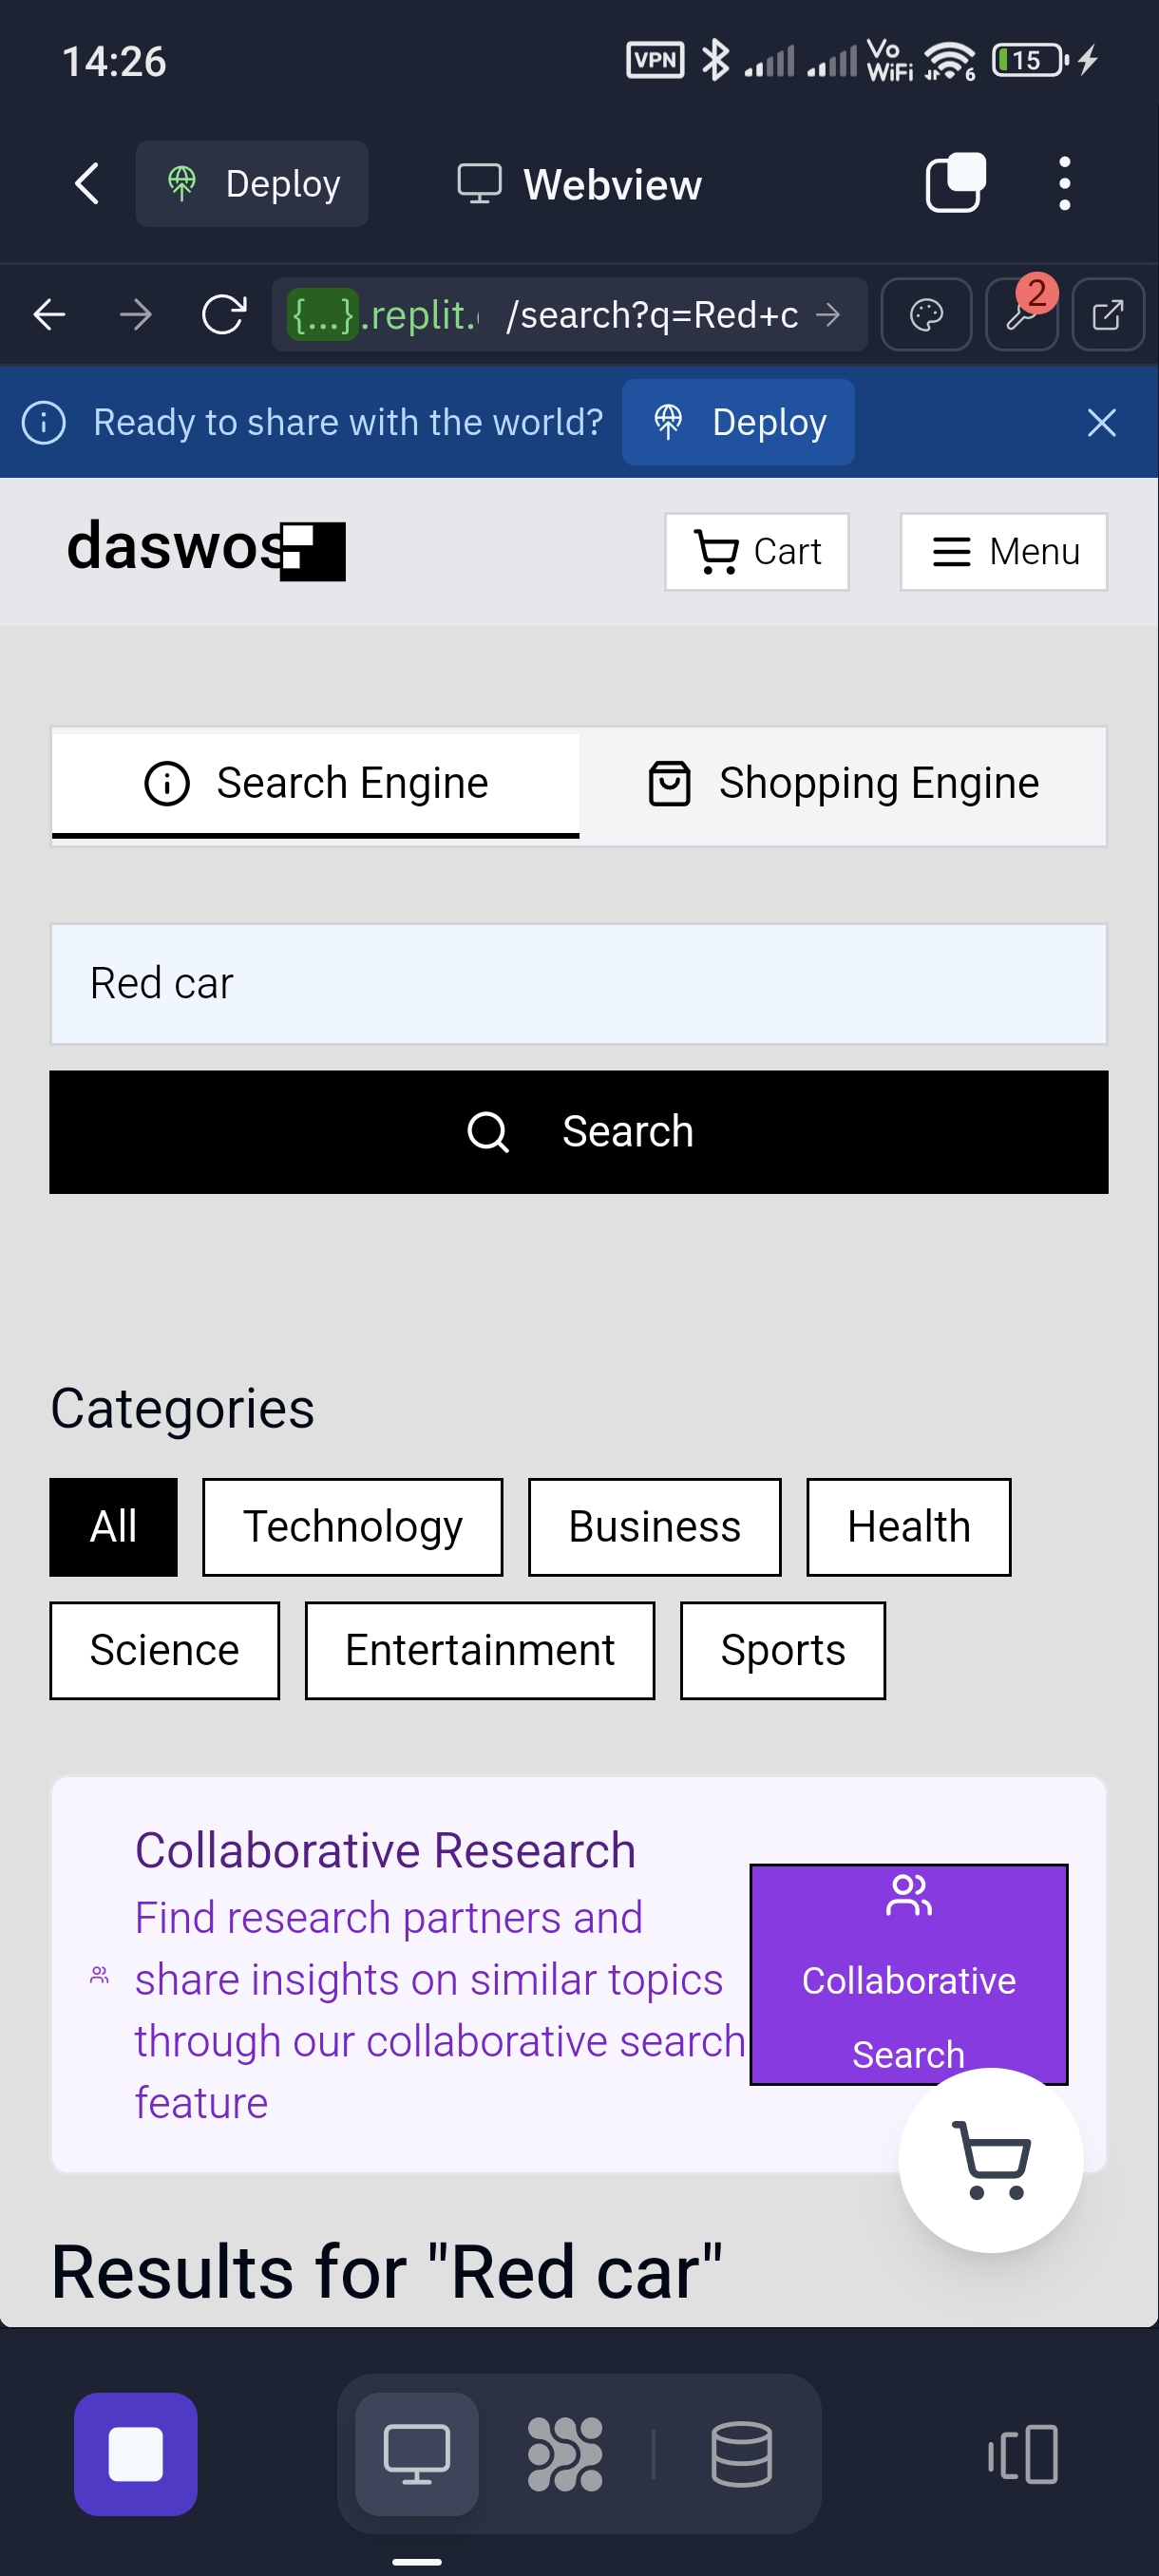 14:26
VPN
Vo
WiFi
6
15
Deploy
Webview
{...}.replit.
/search?q=Red+c
2
Ready to share with the world?
Deploy
daswos
Cart
Menu
Search Engine
Shopping Engine
Red car
Search
Categories
All
Technology
Business
Health
Science
Entertainment
Sports
Collaborative Research
Find research partners and
share insights on similar topics
through our collaborative search
feature
Collaborative
Search
Results for "Red car"